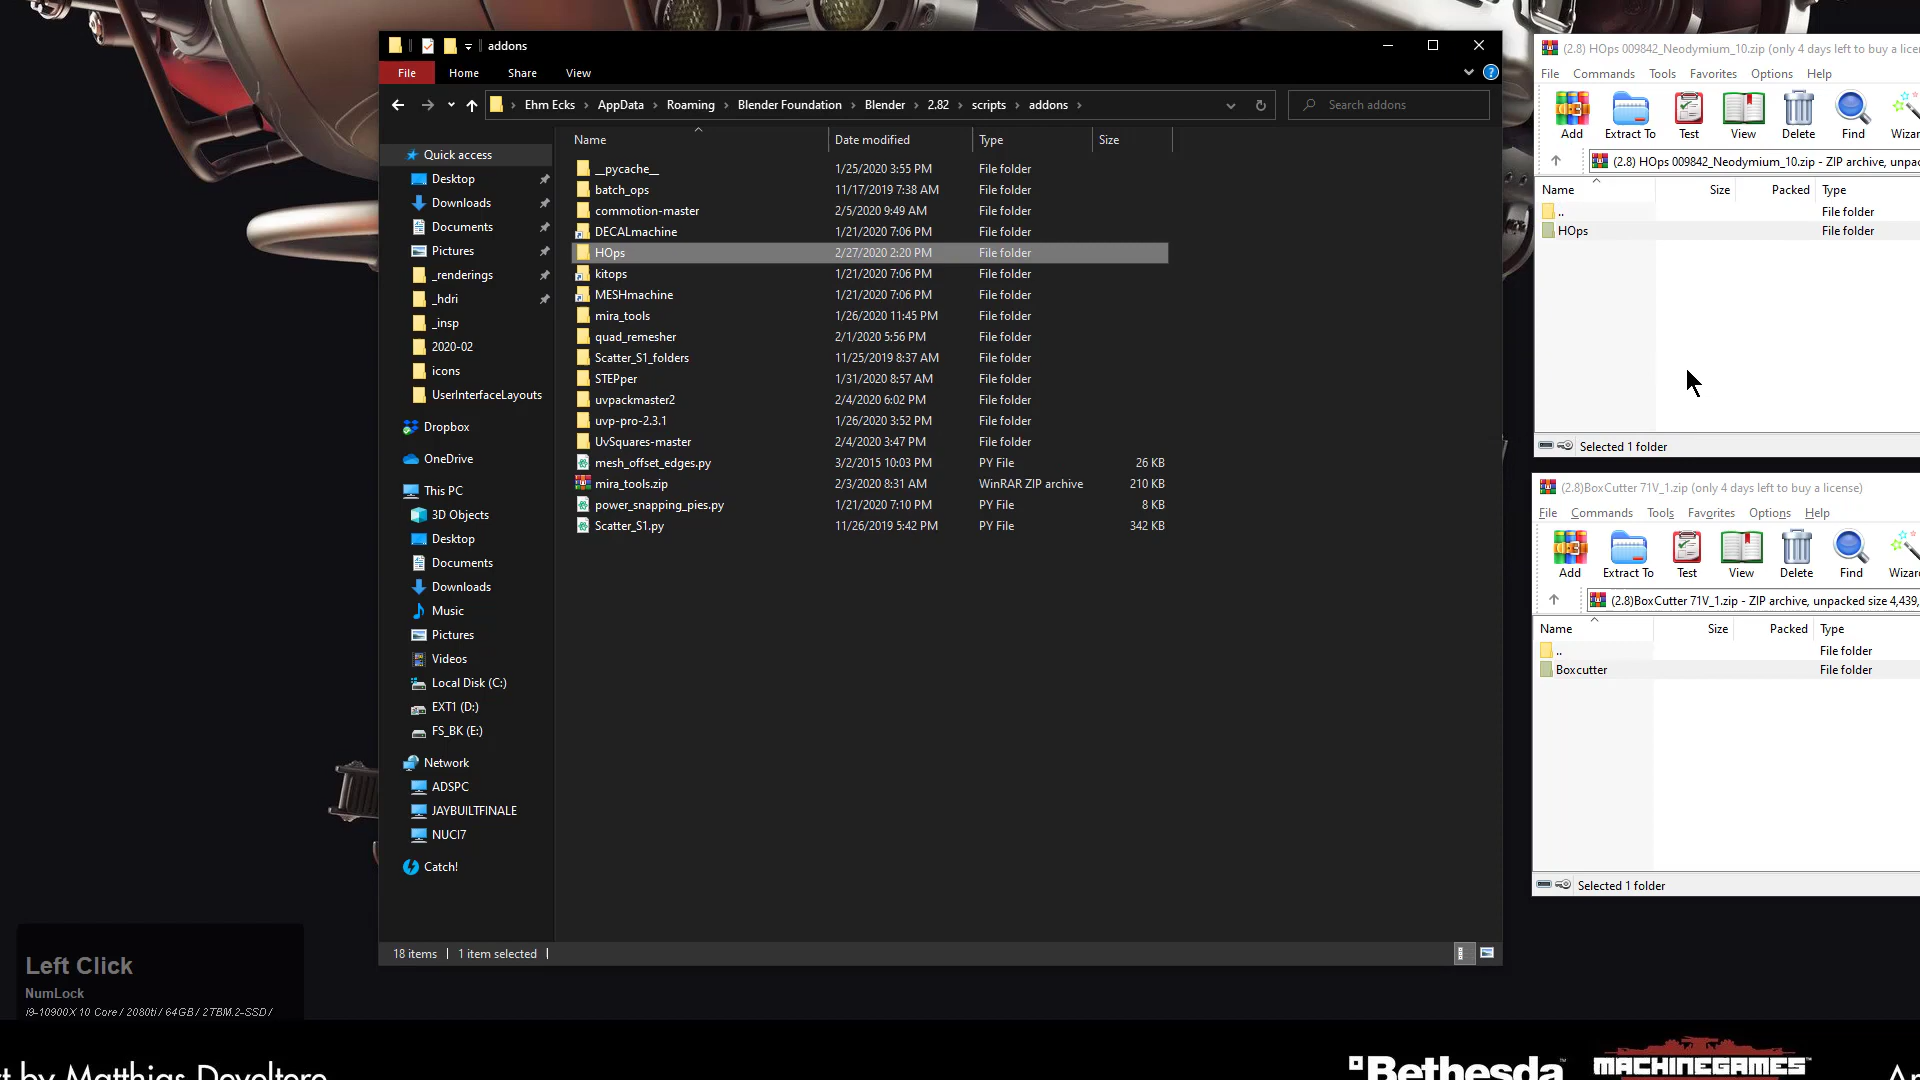 addons
File Home Share View
Ehm Ecks > AppData > Roaming > Blender Foundation > Blender > 2.82 > scripts > addons >
Search addons
Quick access
Desktop
Downloads
Documents
Pictures
_renderings
_hdri
_insp
2020-02
icons
UserInterfaceLayouts
Dropbox
OneDrive
This PC
3D Objects
Desktop
Documents
Downloads
Music
Pictures
Videos
Local Disk (C:)
EXT1 (D:)
FS_BK (E:)
Network
ADSPC
JAYBUILTFINALE
NUCI7
Catch!
Name Date modified Type Size
__pycache__ 1/25/2020 3:55 PM File folder
batch_ops 11/17/2019 7:38 AM File folder
commotion-master 2/5/2020 9:49 AM File folder
DECALmachine 1/21/2020 7:06 PM File folder
HOps 2/27/2020 2:20 PM File folder
kitops 1/21/2020 7:06 PM File folder
MESHmachine 1/21/2020 7:06 PM File folder
mira_tools 1/26/2020 11:45 PM File folder
quad_remesher 2/1/2020 5:56 PM File folder
Scatter_S1_folders 11/25/2019 8:37 AM File folder
STEPper 1/31/2020 8:57 AM File folder
uvpackmaster2 2/4/2020 6:02 PM File folder
uvp-pro-2.3.1 1/26/2020 3:52 PM File folder
UvSquares-master 2/4/2020 3:47 PM File folder
mesh_offset_edges.py 3/2/2015 10:03 PM PY File 26 KB
mira_tools.zip 2/3/2020 8:31 AM WinRAR ZIP archive 210 KB
power_snapping_pies.py 1/21/2020 7:10 PM PY File 8 KB
Scatter_S1.py 11/26/2019 5:42 PM PY File 342 KB
18 items 1 item selected
(2.8) HOps 009842_Neodymium_10.zip (only 4 days left to buy a lice
File Commands Tools Favorites Options Help
Add Extract To Test View Delete Find Wizar
(2.8) HOps 009842_Neodymium_10.zip - ZIP archive, unpac
Name Size Packed Type
.. File folder
HOps File folder
Selected 1 folder
(2.8)BoxCutter 71V_1.zip (only 4 days left to buy a license)
File Commands Tools Favorites Options Help
Add Extract To Test View Delete Find Wizar
(2.8)BoxCutter 71V_1.zip - ZIP archive, unpacked size 4,439,
Name Size Packed Type
.. File folder
Boxcutter File folder
Selected 1 folder
Left Click
NumLock
i9-10900X 10 Core / 2080ti / 64GB / 2TBM.2-SSD /
t by Matthias Develtere
Bethesda
MACHINEGAMES